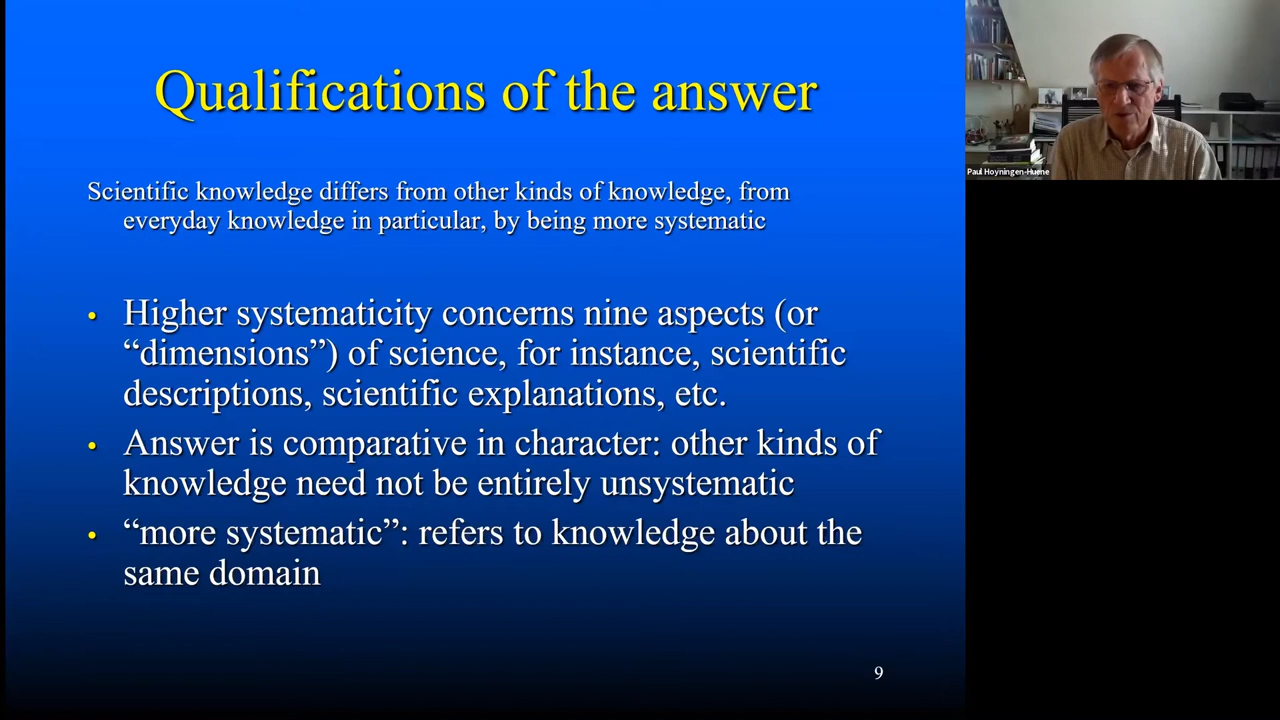 Qualifications of the answer
Scientific knowledge differs from other kinds of knowledge, from
everyday knowledge in particular, by being more systematic
• Higher systematicity concerns nine aspects (or
“dimensions”) of science, for instance, scientific
descriptions, scientific explanations, etc.
• Answer is comparative in character: other kinds of
knowledge need not be entirely unsystematic
• “more systematic”: refers to knowledge about the
same domain
9
Paul Hoyningen-Huene